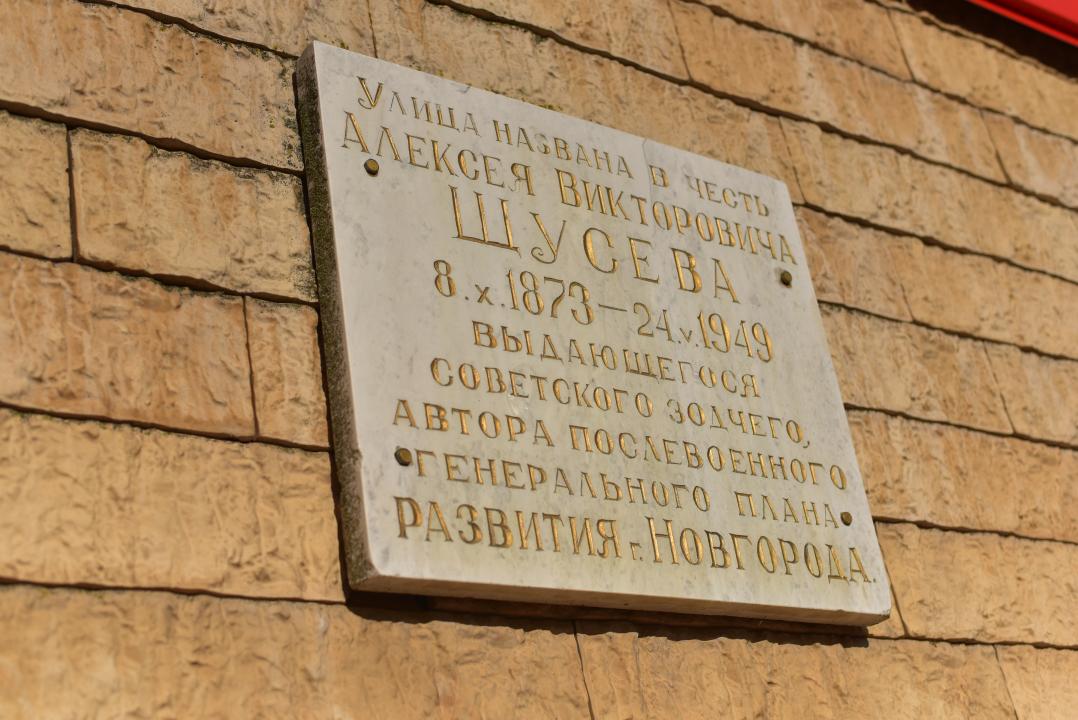 Улица названа в честь
Алексея Викторовича
Щусева
8.X.1873–24.V.1949
выдающегося
советского зодчего,
автора послевоенного
генерального плана
развития г. Новгорода.